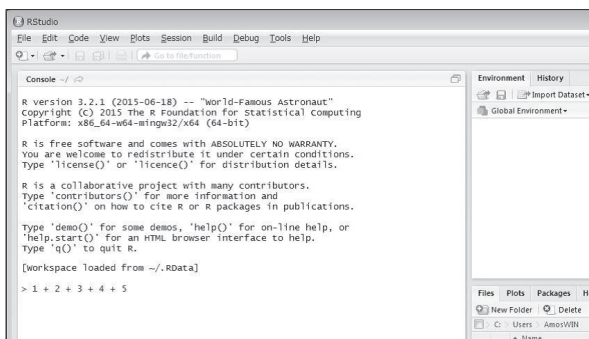 RStudio
File Edit Code View Plots Session Build Debug Tools Help
Go to file/function
Console ~/
Environment History
Import Dataset
Global Environment
R version 3.2.1 (2015-06-18) -- "World-Famous Astronaut"
Copyright (C) 2015 The R Foundation for Statistical Computing
Platform: x86_64-w64-mingw32/x64 (64-bit)
R is free software and comes with ABSOLUTELY NO WARRANTY.
You are welcome to redistribute it under certain conditions.
Type 'license()' or 'licence()' for distribution details.
R is a collaborative project with many contributors.
Type 'contributors()' for more information and
'citation()' on how to cite R or R packages in publications.
Type 'demo()' for some demos, 'help()' for on-line help, or
'help.start()' for an HTML browser interface to help.
Type 'q()' to quit R.
[Workspace loaded from ~/.RData]
> 1 + 2 + 3 + 4 + 5
Files Plots Packages
New Folder Delete
C: Users AmosWIN
Name